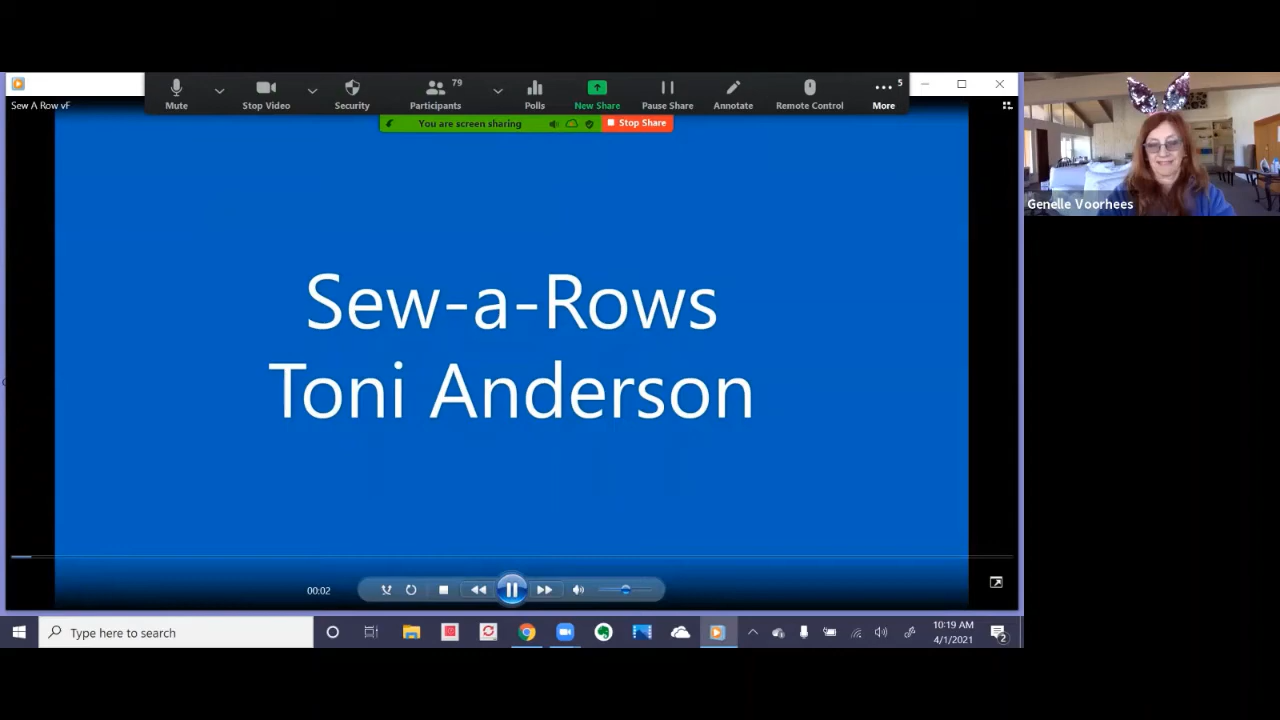 79
5
Mute
Stop Video
Security
Participants
Polls
New Share
Pause Share
Annotate
Remote Control
More
Sew A Row vF
You are screen sharing
Stop Share
Genelle Voorhees
Sew-a-Rows
Toni Anderson
00:02
Type here to search
10:19 AM
4/1/2021
2